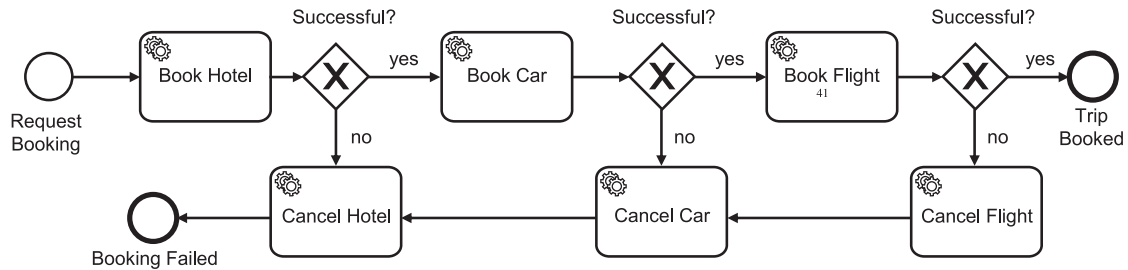 Successful?
Successful?
Successful?
Book Hotel
X
yes
Book Car
X
yes
Book Flight
41
X
yes
Request
Booking
Trip
Booked
no
no
no
Cancel Hotel
Cancel Car
Cancel Flight
Booking Failed